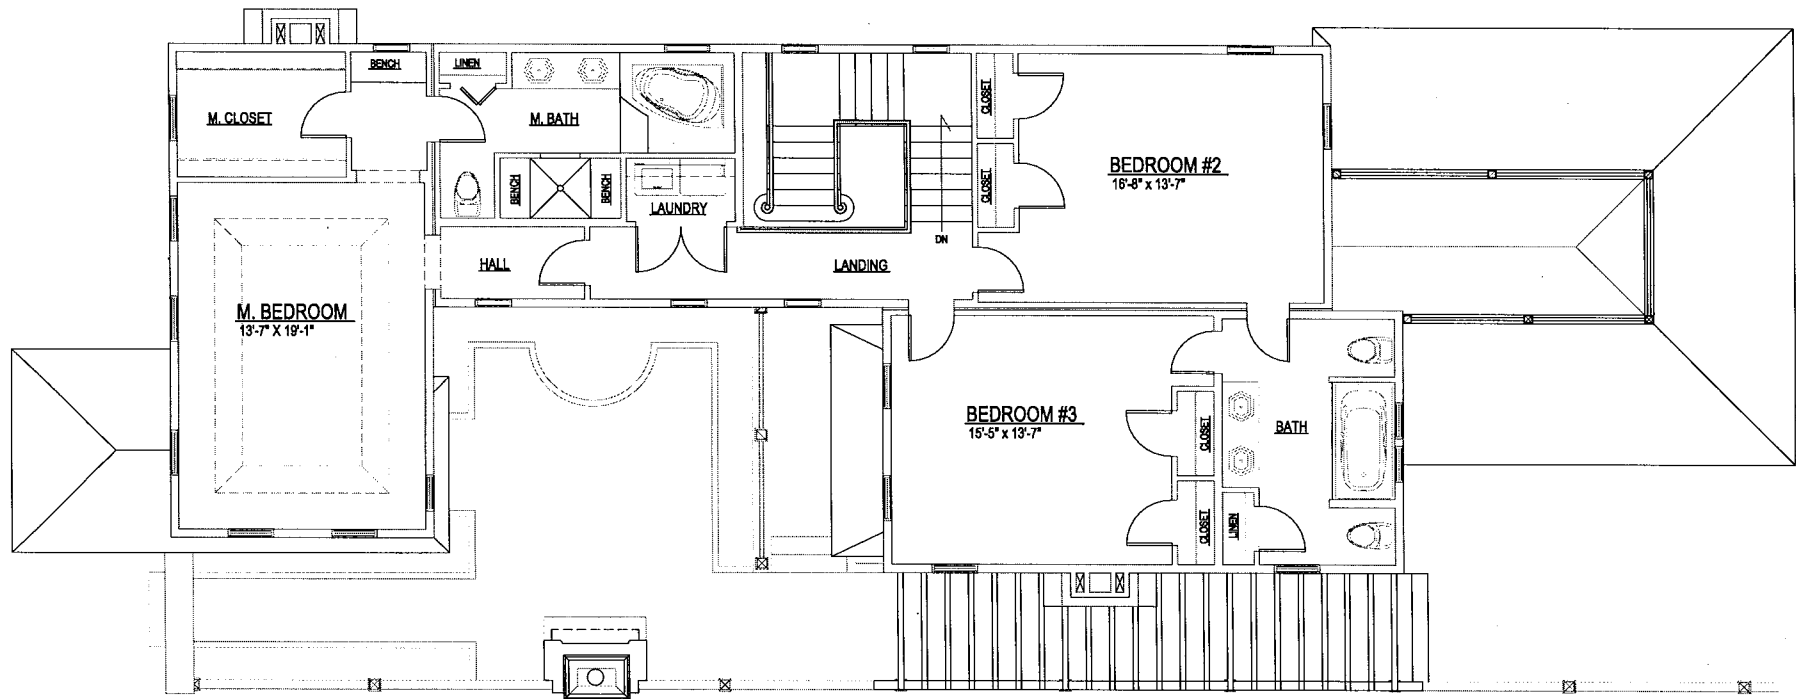 BENCH
LINEN
M. CLOSET
M. BATH
CLOSET
BEDROOM #2
16'-8" x 13'-7"
BENCH
BENCH
CLOSET
LAUNDRY
DN
HALL
LANDING
M. BEDROOM
13'-7" X 19'-1"
BEDROOM #3
15'-5" x 13'-7"
CLOSET
BATH
CLOSET
LINEN